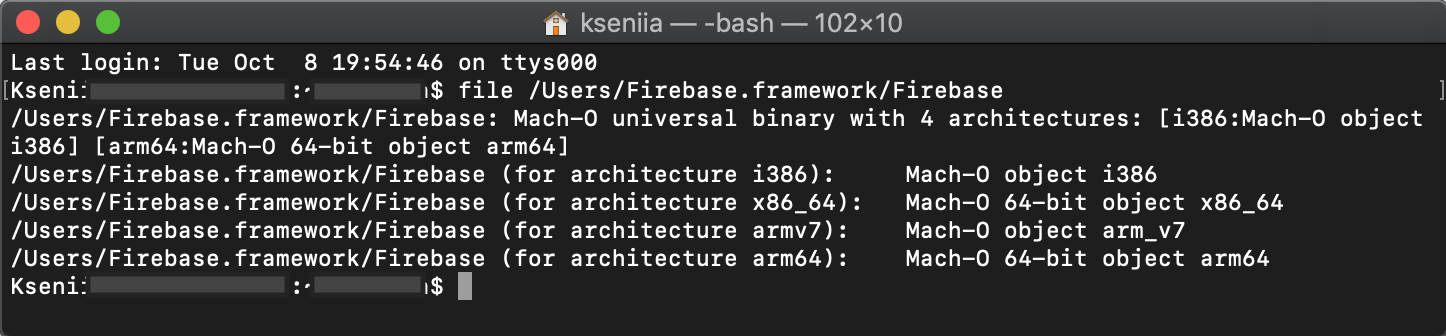 kseniia — -bash — 102×10
Last login: Tue Oct  8 19:54:46 on ttys000
[Kseni :  $ file /Users/Firebase.framework/Firebase ]
/Users/Firebase.framework/Firebase: Mach-O universal binary with 4 architectures: [i386:Mach-O object
i386] [arm64:Mach-O 64-bit object arm64]
/Users/Firebase.framework/Firebase (for architecture i386):     Mach-O object i386
/Users/Firebase.framework/Firebase (for architecture x86_64):   Mach-O 64-bit object x86_64
/Users/Firebase.framework/Firebase (for architecture armv7):    Mach-O object arm_v7
/Users/Firebase.framework/Firebase (for architecture arm64):    Mach-O 64-bit object arm64
Kseni :  $